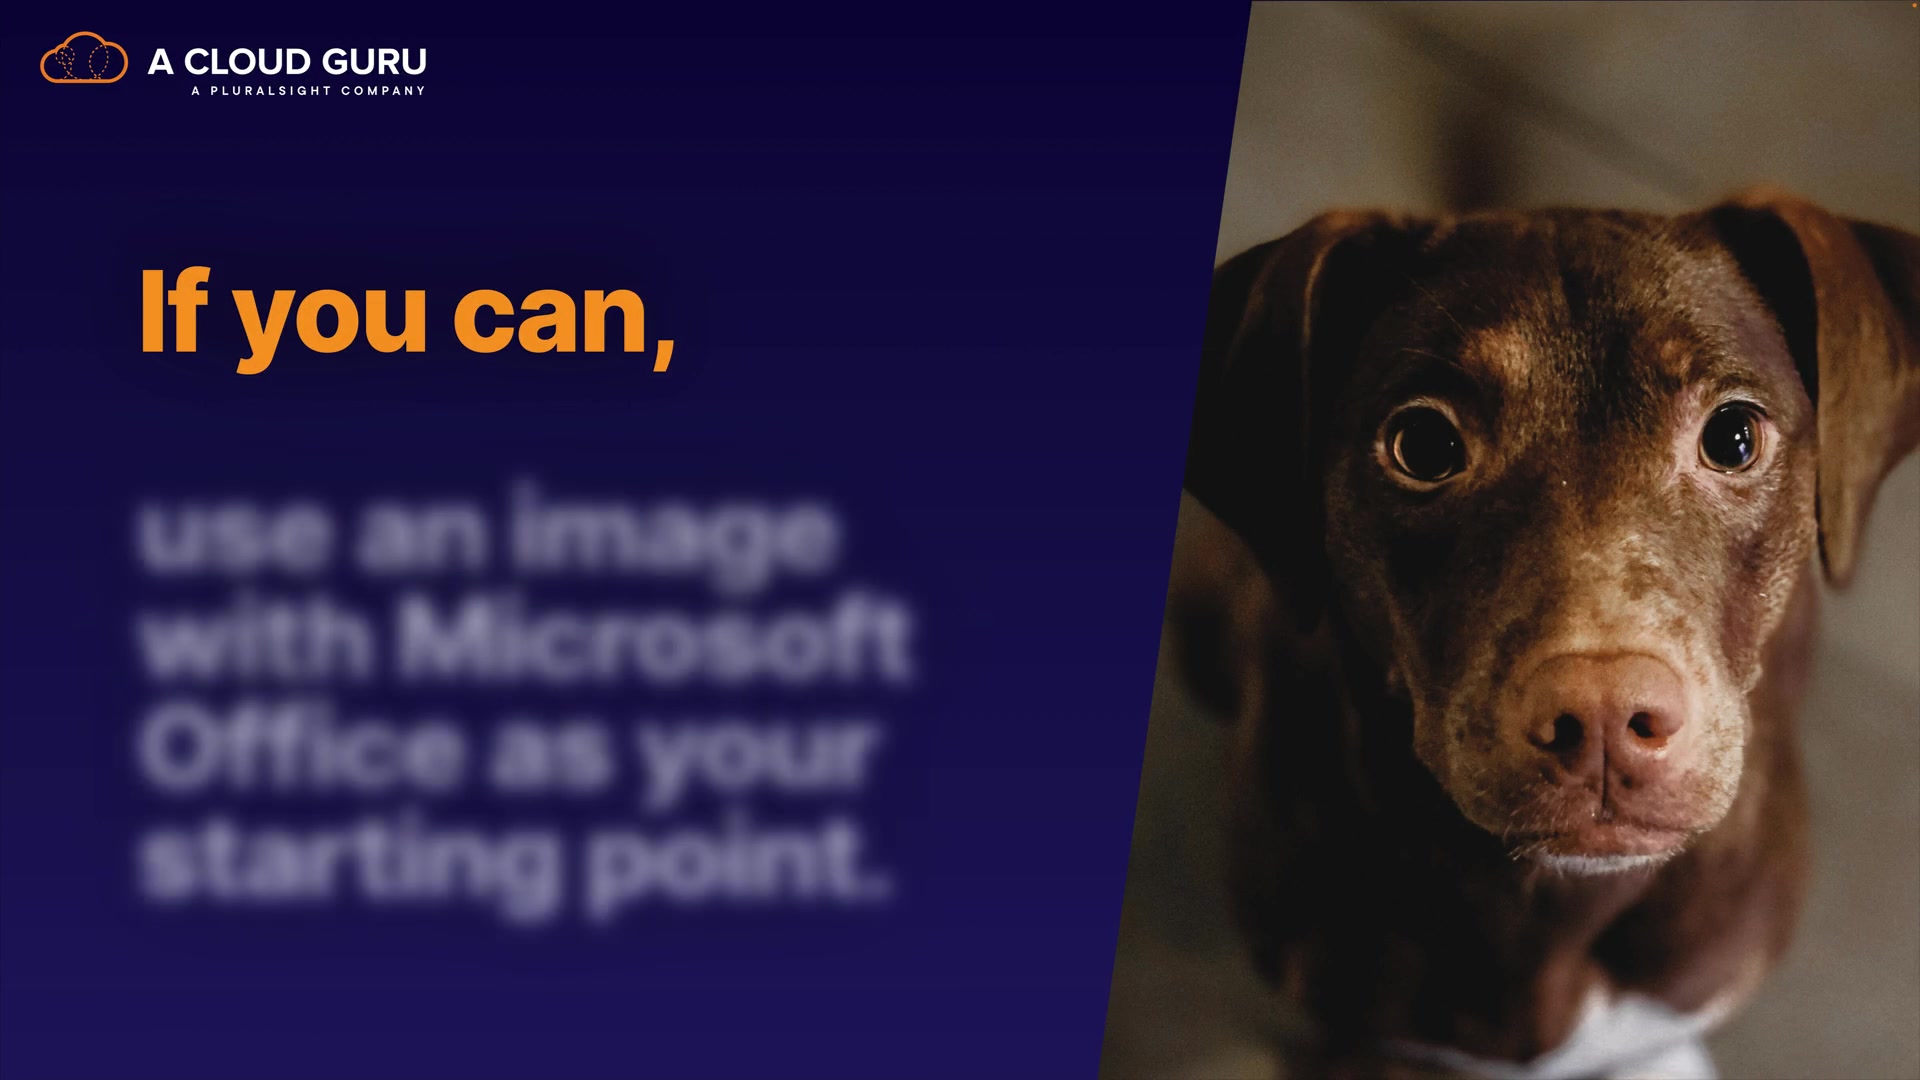 A CLOUD GURU
A PLURALSIGHT COMPANY
If you can,
use an image
with Microsoft
Office as your
starting point.